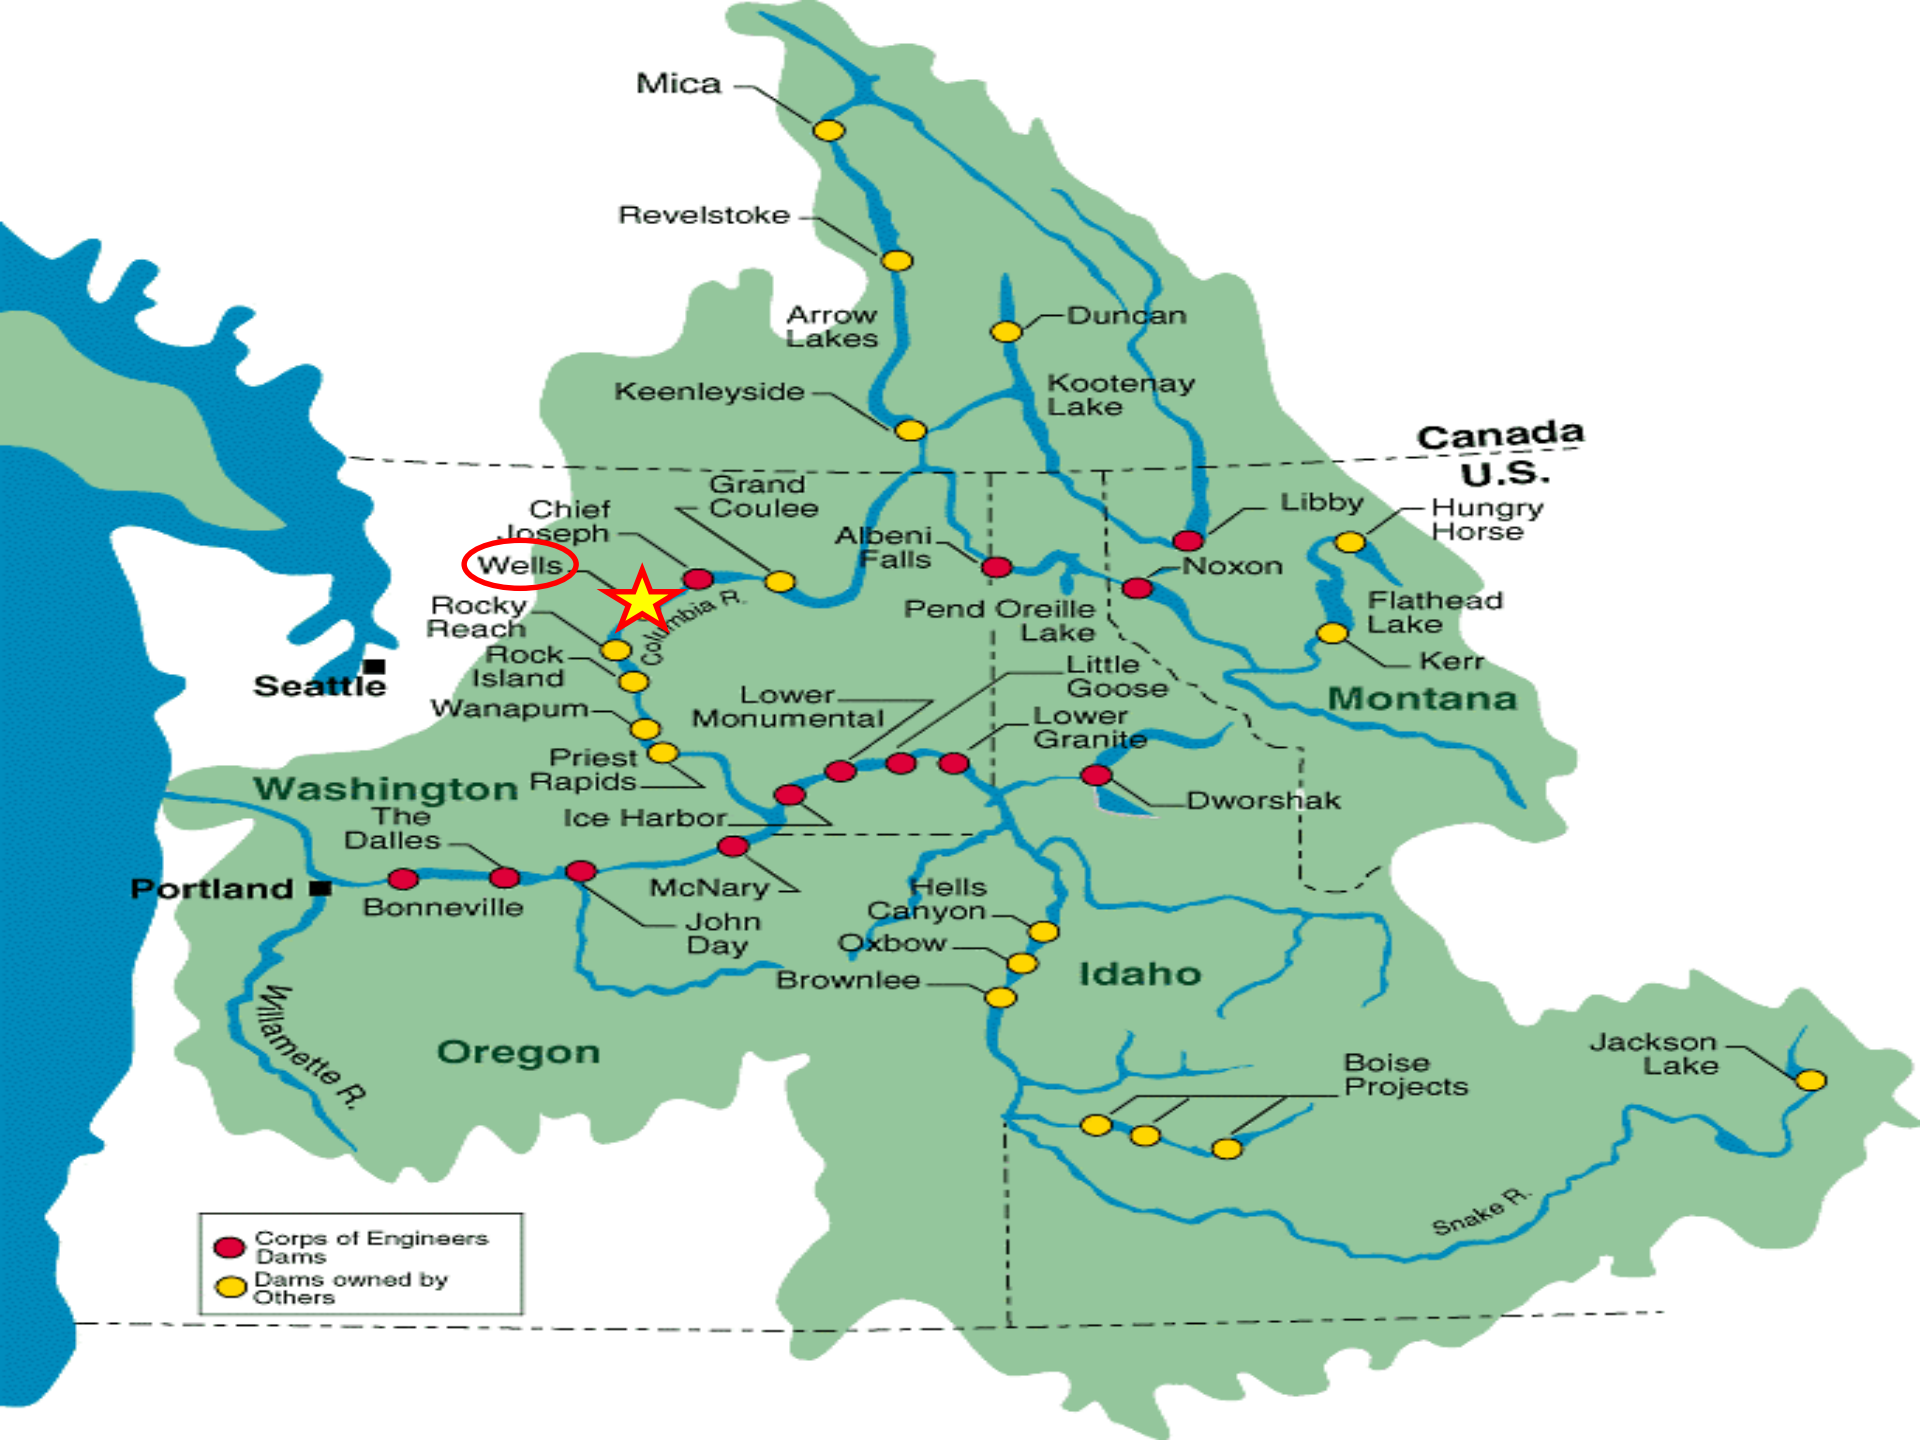 Mica
Revelstoke
Arrow
Lakes
Duncan
Keenleyside
Kootenay
Lake
Canada
U.S.
Grand
Coulee
Chief
Joseph
Wells
Albeni
Falls
Libby
Hungry
Horse
Noxon
Rocky
Reach
Columbia R.
Pend Oreille
Lake
Flathead
Lake
Kerr
Rock
Island
Seattle
Little
Goose
Montana
Wanapum
Lower
Monumental
Lower
Granite
Priest
Rapids
Washington
Ice Harbor
Dworshak
The
Dalles
Portland
Bonneville
McNary
John
Day
Hells
Canyon
Oxbow
Brownlee
Idaho
Willamette R.
Oregon
Boise
Projects
Jackson
Lake
Snake R.
Corps of Engineers
Dams
Dams owned by
Others